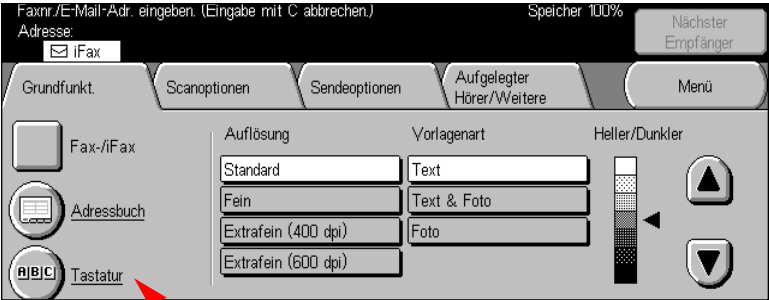 Faxnr./E-Mail-Adr. eingeben. (Eingabe mit C abbrechen.)
Speicher 100%
Adresse:
iFax
Nächster
Empfänger
Grundfunkt.
Scanoptionen
Sendeoptionen
Aufgelegter
Hörer/Weitere
Menü
Fax-/iFax
Adressbuch
ABC
Tastatur
Auflösung
Standard
Fein
Extrafein (400 dpi)
Extrafein (600 dpi)
Vorlagenart
Text
Text & Foto
Foto
Heller/Dunkler